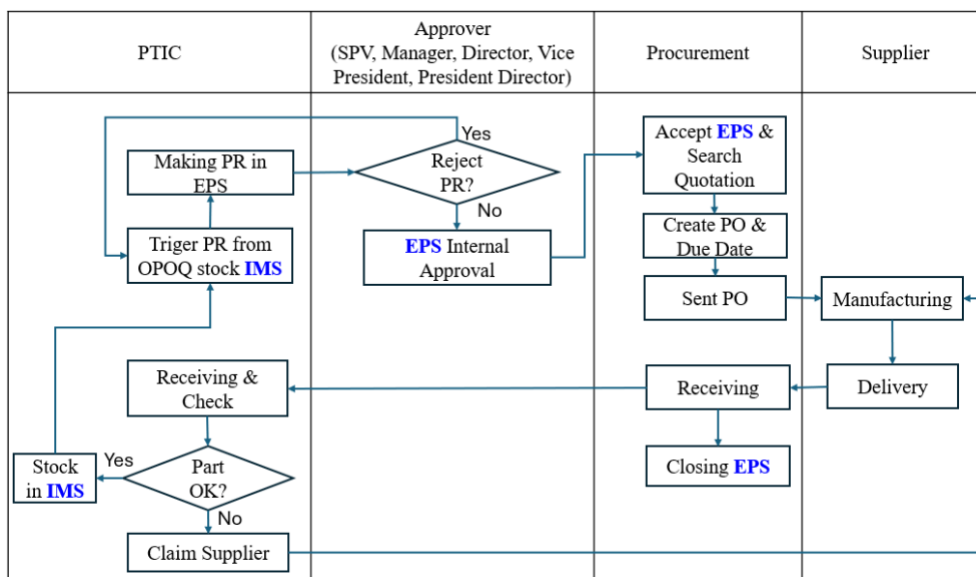 PTIC
Approver
(SPV, Manager, Director, Vice
President, President Director)
Procurement
Supplier
Yes
Making PR in
EPS
Reject
PR?
No
Triger PR from
OPOQ stock IMS
EPS Internal
Approval
Accept EPS &
Search
Quotation
Create PO &
Due Date
Sent PO
Manufacturing
Receiving &
Check
Receiving
Delivery
Stock
in IMS
Yes
Part
OK?
No
Closing EPS
Claim Supplier